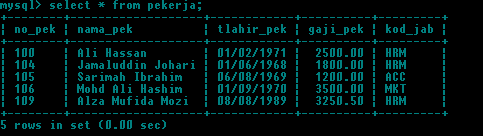 mysql> select * from pekerja;
+--------+-------------------+------------+----------+---------+
| no_pek | nama_pek | tlahir_pek | gaji_pek | kod_jab |
+--------+-------------------+------------+----------+---------+
| 100 | Ali Hassan | 01/02/1971 | 2500.00 | HRM |
| 104 | Jamaluddin Johari | 01/06/1968 | 1800.00 | HRM |
| 105 | Sarimah Ibrahim | 06/08/1969 | 1200.00 | ACC |
| 106 | Mohd Ali Hashim | 01/09/1970 | 3500.00 | MKT |
| 109 | Alza Mufida Mozi | 08/08/1989 | 3250.50 | HRM |
+--------+-------------------+------------+----------+---------+
5 rows in set (0.00 sec)